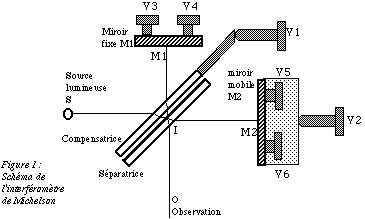 V3
V4
Miroir
fixe M1
V1
M1
Source
lumineuse
S
miroir
mobile
M2
V5
M2
V2
I
Compensatrice
V6
Séparatrice
Figure 1 :
Schéma de
l'interféromètre
de Michelson
O
Observation